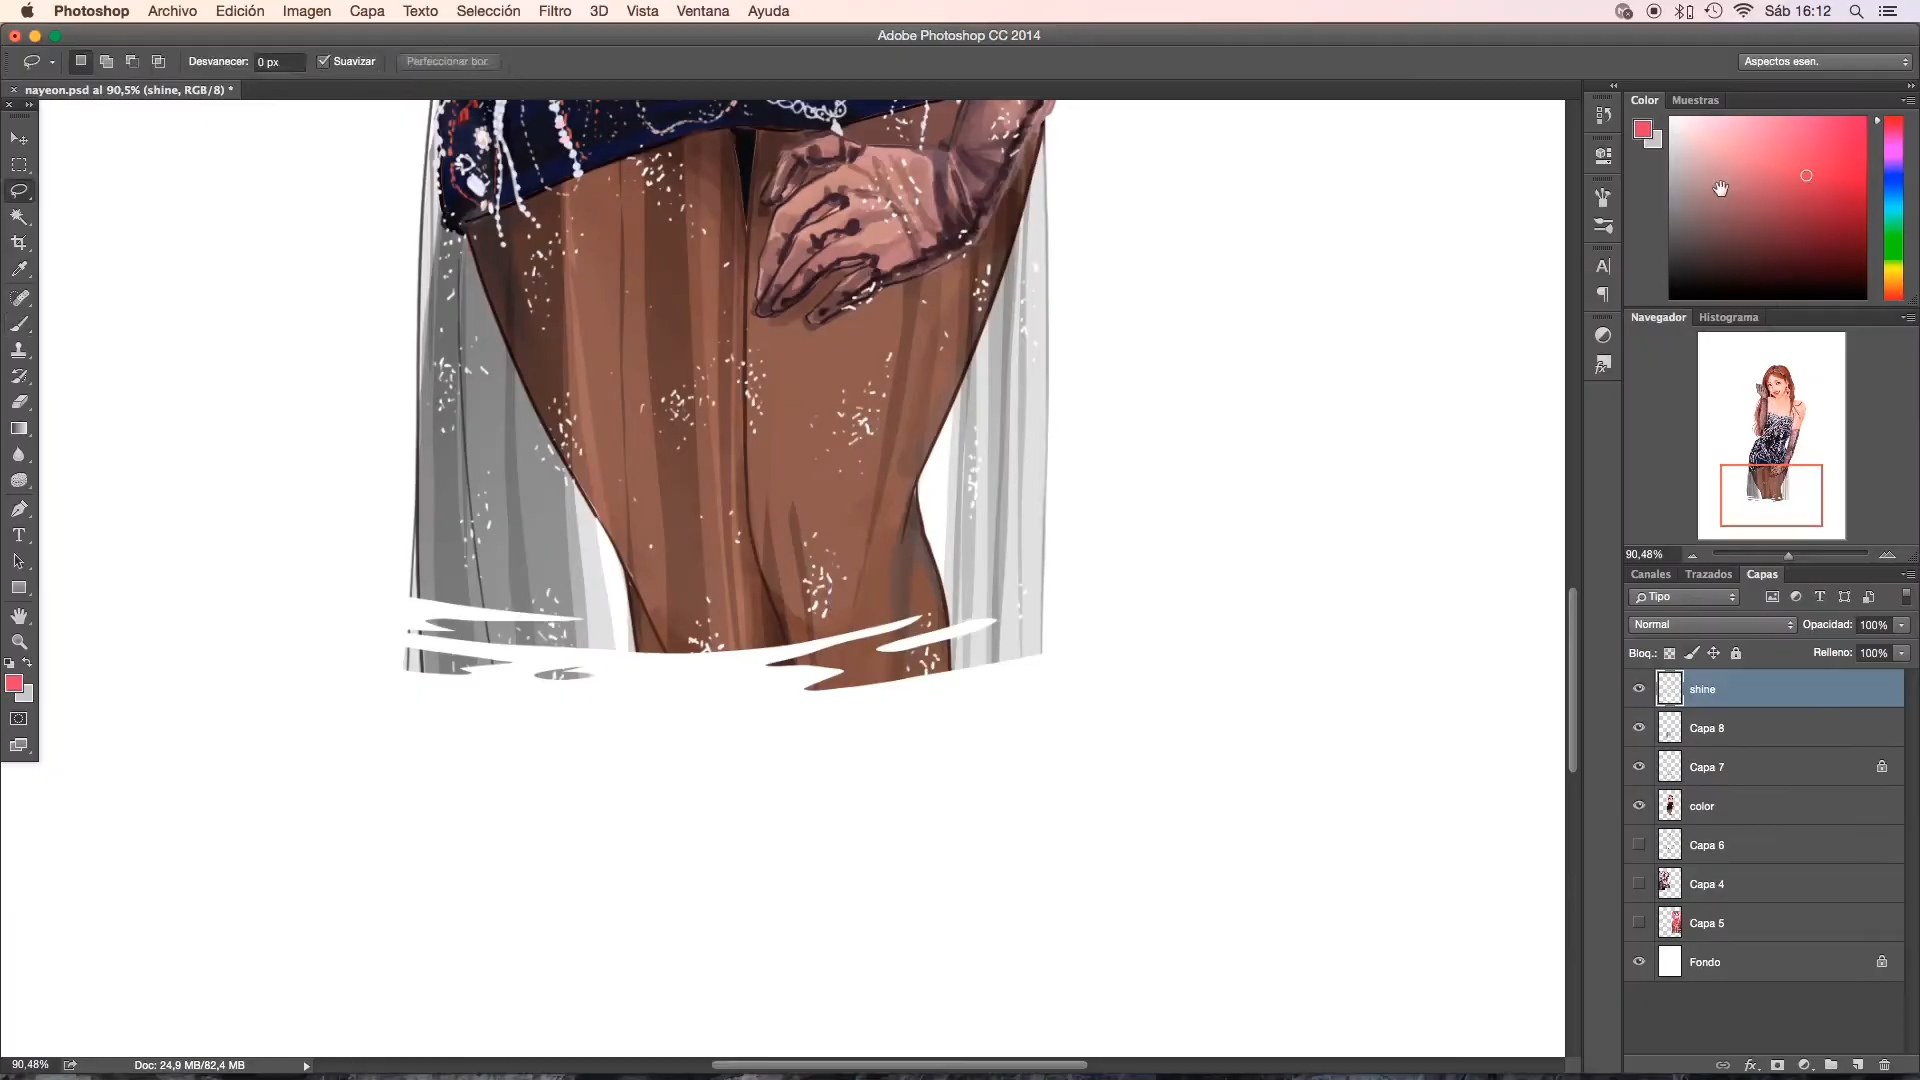 Photoshop Archivo Edición Imagen Capa Texto Selección Filtro 3D Vista Ventana Ayuda Sáb 16:12
Adobe Photoshop CC 2014
Desvanecer: 0 px Suavizar Perfeccionar bor. Aspectos esen.
× nayeon.psd al 90,5% (shine, RGB/8) *
Color Muestras
Navegador Histograma
90,48%
Canales Trazados Capas
Tipo
Normal Opacidad: 100%
Bloq.: Relleno: 100%
shine
Capa 8
Capa 7
color
Capa 6
Capa 4
Capa 5
Fondo
90,48% Doc: 24,9 MB/82,4 MB